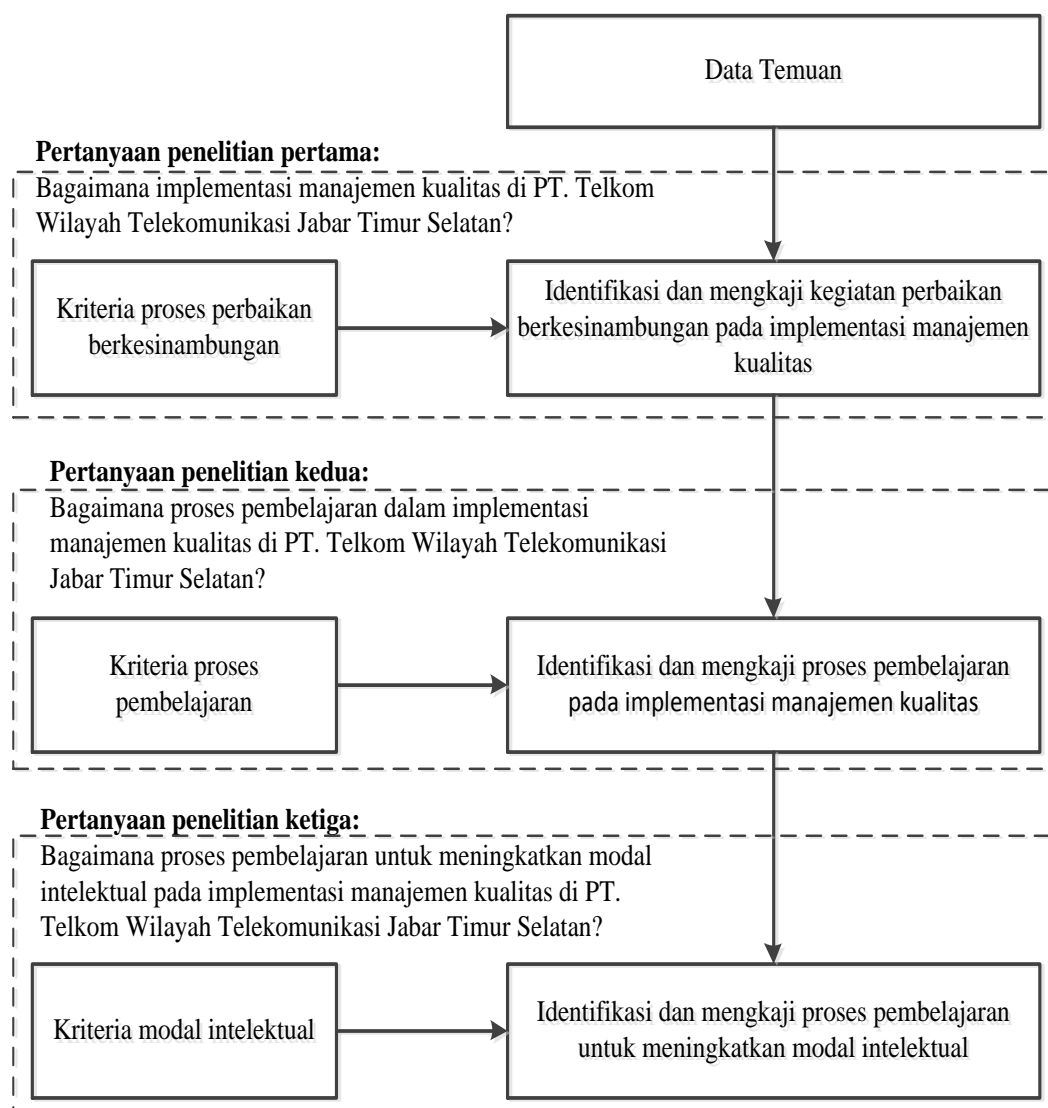 Data Temuan
Pertanyaan penelitian pertama:
Bagaimana implementasi manajemen kualitas di PT. Telkom
Wilayah Telekomunikasi Jabar Timur Selatan?
Kriteria proses perbaikan
berkesinambungan
Identifikasi dan mengkaji kegiatan perbaikan
berkesinambungan pada implementasi manajemen
kualitas
Pertanyaan penelitian kedua:
Bagaimana proses pembelajaran dalam implementasi
manajemen kualitas di PT. Telkom Wilayah Telekomunikasi
Jabar Timur Selatan?
Kriteria proses
pembelajaran
Identifikasi dan mengkaji proses pembelajaran
pada implementasi manajemen kualitas
Pertanyaan penelitian ketiga:
Bagaimana proses pembelajaran untuk meningkatkan modal
intelektual pada implementasi manajemen kualitas di PT.
Telkom Wilayah Telekomunikasi Jabar Timur Selatan?
Kriteria modal intelektual
Identifikasi dan mengkaji proses pembelajaran
untuk meningkatkan modal intelektual